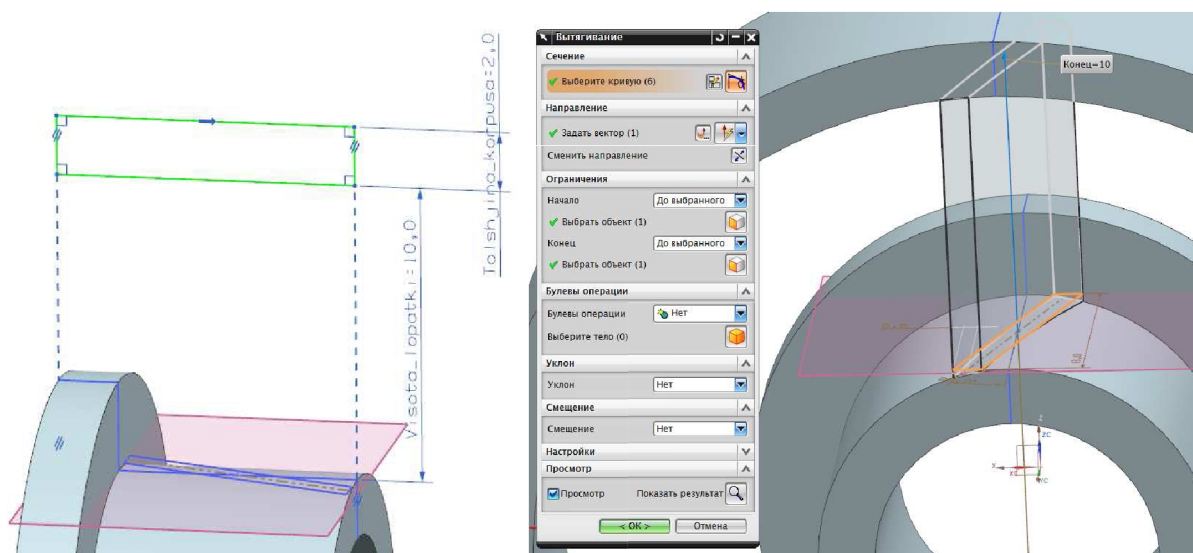 Tolshjina_korpusa=2,0
Visota_lopatki=10,0
Вытягивание
Сечение
Выберите кривую (6)
Направление
Задать вектор (1)
Сменить направление
Ограничения
Начало До выбранного
Выбрать объект (1)
Конец До выбранного
Выбрать объект (1)
Булевы операции
Булевы операции Нет
Выберите тело (0)
Уклон
Уклон Нет
Смещение
Смещение Нет
Настройки
Просмотр
Просмотр Показать результат
< OK > Отмена
Конец=10
Z
ZC
X